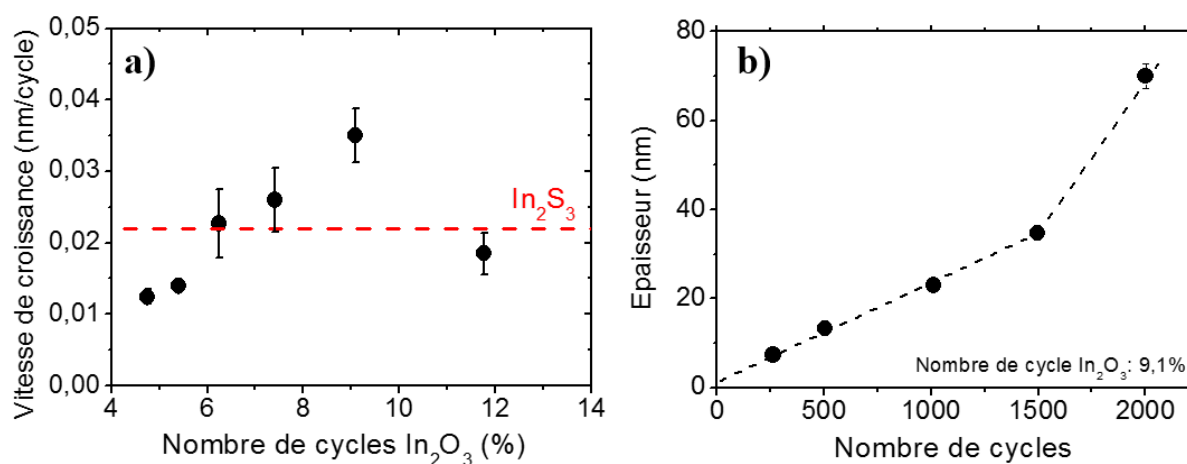 a)
Vitesse de croissance (nm/cycle)
0,05
0,04
0,03
0,02
0,01
0,00
In₂S₃
4 6 8 10 12 14
Nombre de cycles In₂O₃ (%)
b)
Epaisseur (nm)
80
60
40
20
0
Nombre de cycle In₂O₃: 9,1%
0 500 1000 1500 2000
Nombre de cycles